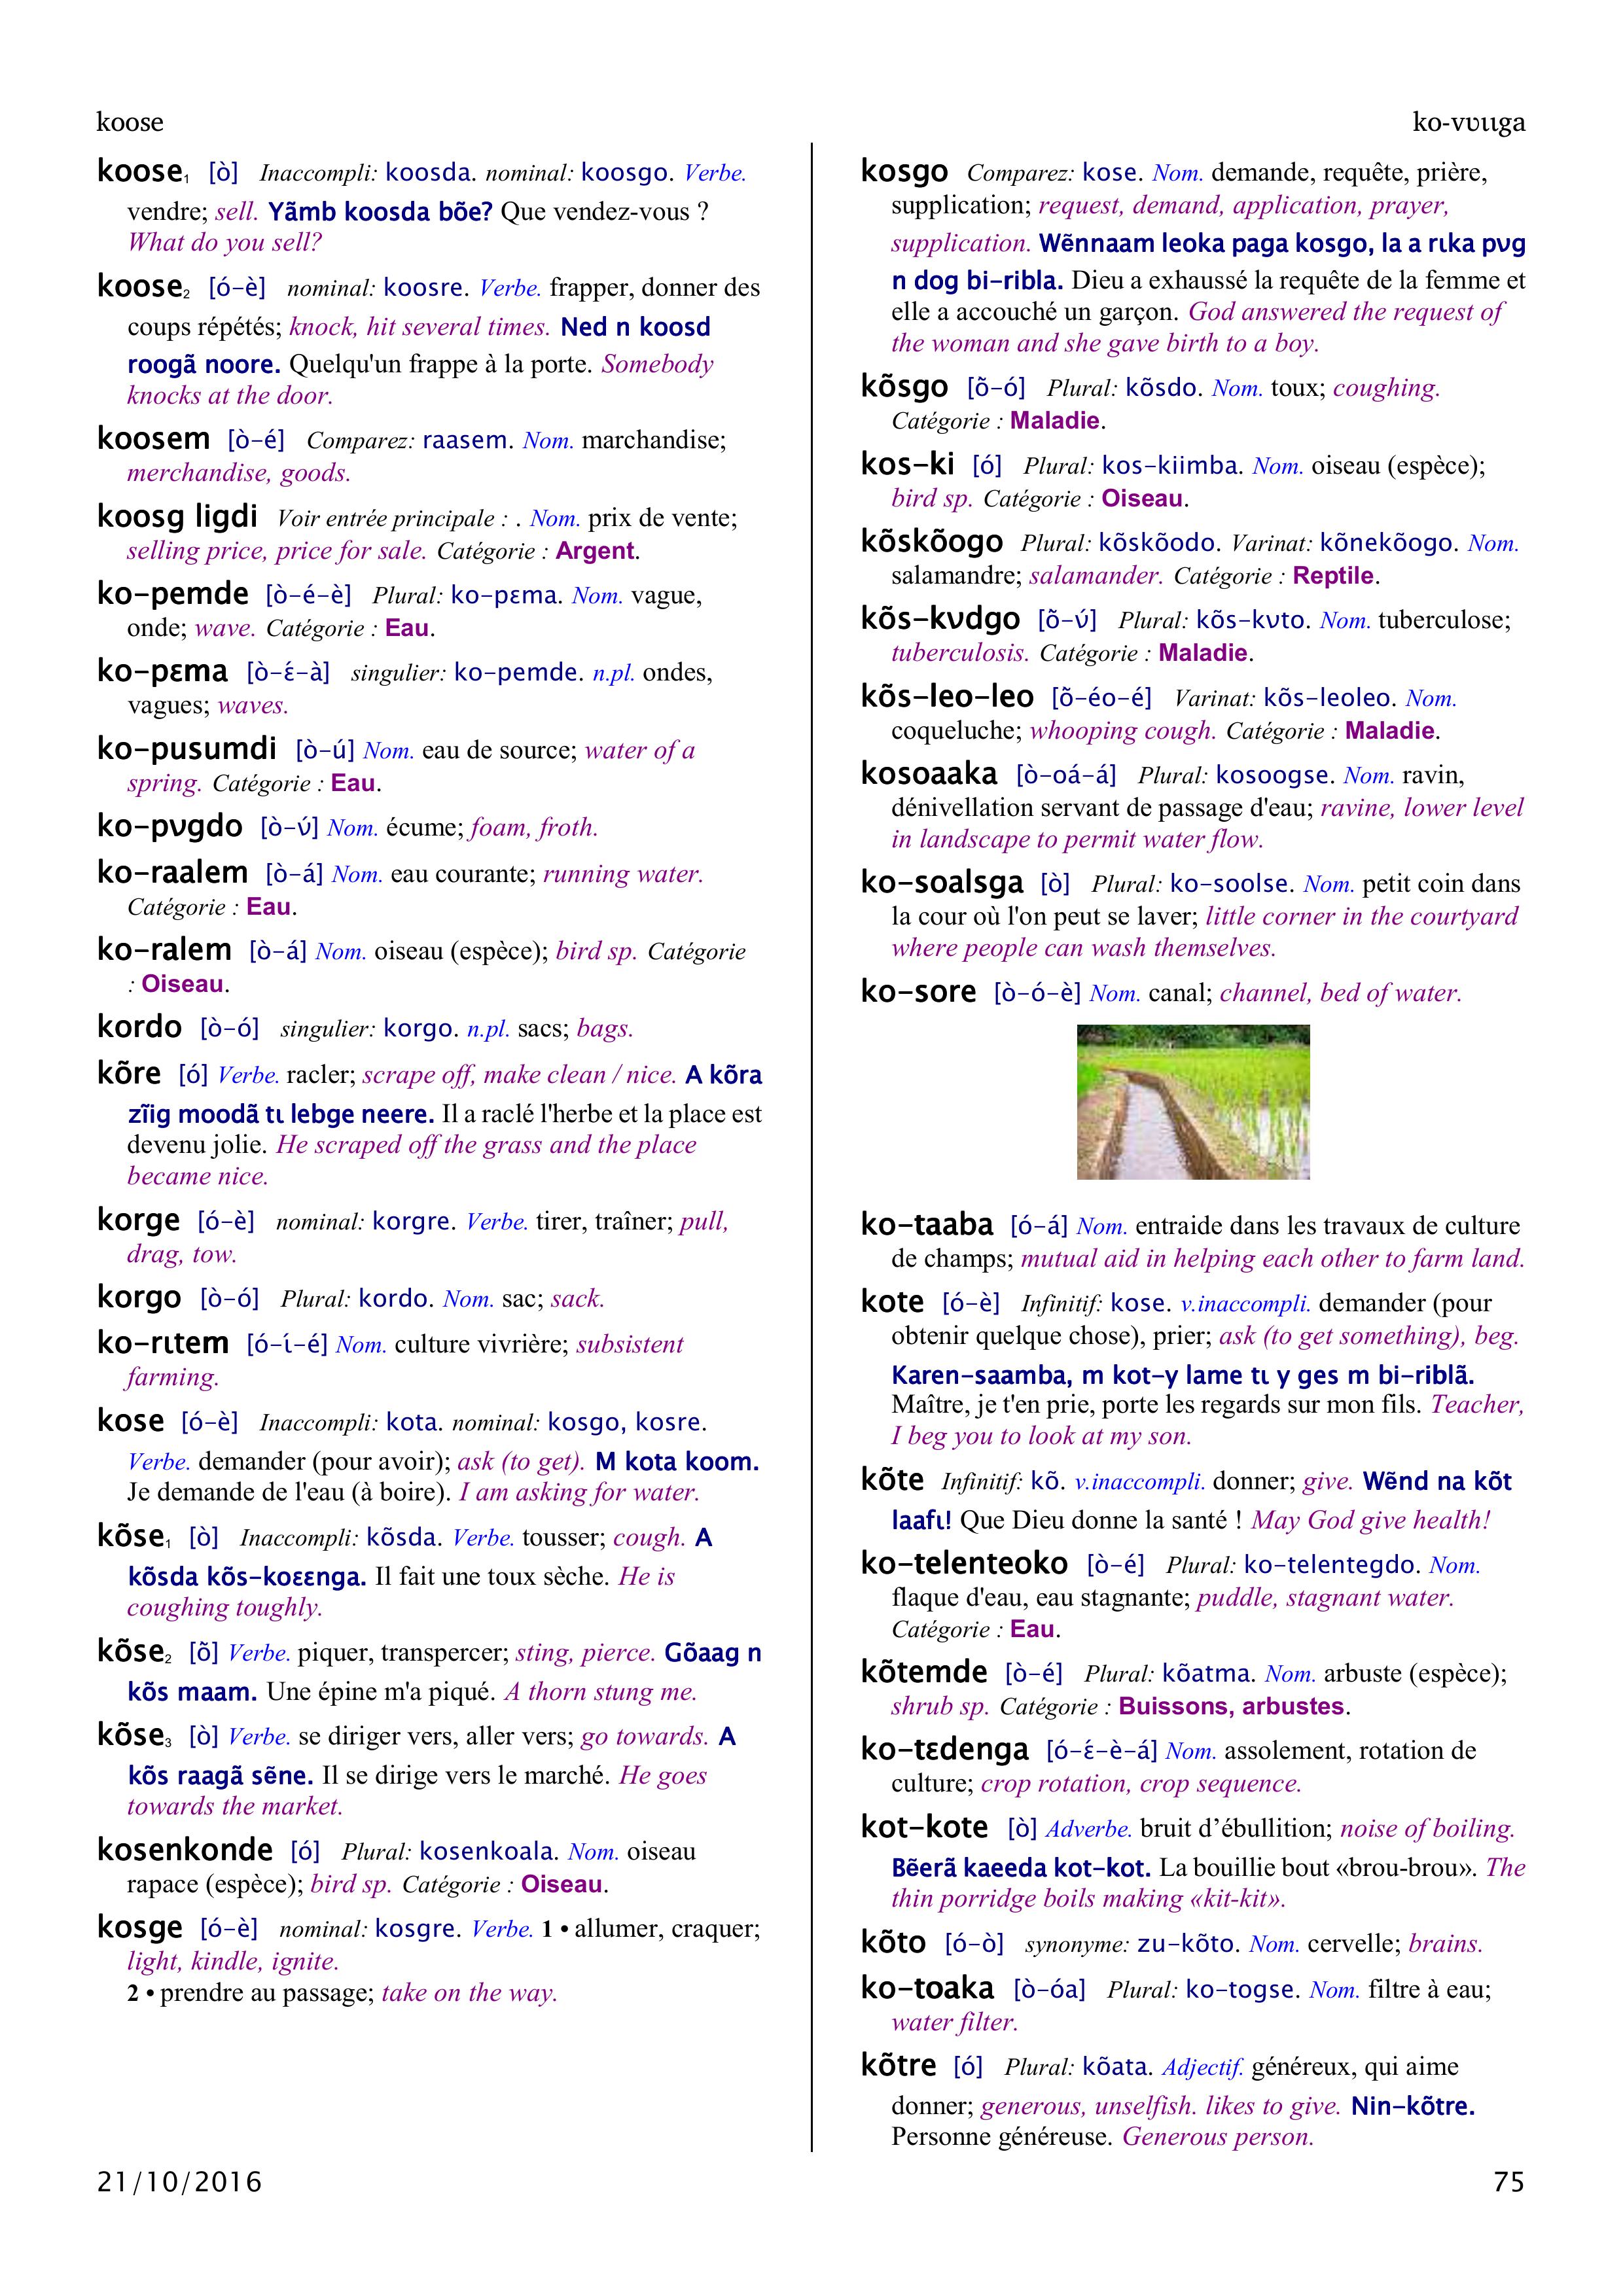 koose
ko-vʋɩɩga
koose₁ [ò] Inaccompli: koosda. nominal: koosgo. Verbe.
vendre; sell. Yãmb koosda bõe? Que vendez-vous ?
What do you sell?
koose₂ [ó-è] nominal: koosre. Verbe. frapper, donner des
coups répétés; knock, hit several times. Ned n koosd
roogã noore. Quelqu'un frappe à la porte. Somebody
knocks at the door.
koosem [ò-é] Comparez: raasem. Nom. marchandise;
merchandise, goods.
koosg ligdi Voir entrée principale : . Nom. prix de vente;
selling price, price for sale. Catégorie : Argent.
ko-pemde [ò-é-è] Plural: ko-pɛma. Nom. vague,
onde; wave. Catégorie : Eau.
ko-pɛma [ò-ɛ́-à] singulier: ko-pemde. n.pl. ondes,
vagues; waves.
ko-pusumdi [ò-ú] Nom. eau de source; water of a
spring. Catégorie : Eau.
ko-pʋgdo [ò-ʋ́] Nom. écume; foam, froth.
ko-raalem [ò-á] Nom. eau courante; running water.
Catégorie : Eau.
ko-ralem [ò-á] Nom. oiseau (espèce); bird sp. Catégorie
: Oiseau.
kordo [ò-ó] singulier: korgo. n.pl. sacs; bags.
kõre [ó] Verbe. racler; scrape off, make clean / nice. A kõra
zĩig moodã tɩ lebge neere. Il a raclé l'herbe et la place est
devenu jolie. He scraped off the grass and the place
became nice.
korge [ó-è] nominal: korgre. Verbe. tirer, traîner; pull,
drag, tow.
korgo [ò-ó] Plural: kordo. Nom. sac; sack.
ko-rɩtem [ó-ɩ́-é] Nom. culture vivrière; subsistent
farming.
kose [ó-è] Inaccompli: kota. nominal: kosgo, kosre.
Verbe. demander (pour avoir); ask (to get). M kota koom.
Je demande de l'eau (à boire). I am asking for water.
kõse₁ [ò] Inaccompli: kõsda. Verbe. tousser; cough. A
kõsda kõs-koɛɛnga. Il fait une toux sèche. He is
coughing toughly.
kõse₂ [õ] Verbe. piquer, transpercer; sting, pierce. Gõaag n
kõs maam. Une épine m'a piqué. A thorn stung me.
kõse₃ [ò] Verbe. se diriger vers, aller vers; go towards. A
kõs raagã sẽne. Il se dirige vers le marché. He goes
towards the market.
kosenkonde [ó] Plural: kosenkoala. Nom. oiseau
rapace (espèce); bird sp. Catégorie : Oiseau.
kosge [ó-è] nominal: kosgre. Verbe. 1 • allumer, craquer;
light, kindle, ignite.
2 • prendre au passage; take on the way.
kosgo Comparez: kose. Nom. demande, requête, prière,
supplication; request, demand, application, prayer,
supplication. Wẽnnaam leoka paga kosgo, la a rɩka pʋg
n dog bi-ribla. Dieu a exhaussé la requête de la femme et
elle a accouché un garçon. God answered the request of
the woman and she gave birth to a boy.
kõsgo [õ̀-ó] Plural: kõsdo. Nom. toux; coughing.
Catégorie : Maladie.
kos-ki [ó] Plural: kos-kiimba. Nom. oiseau (espèce);
bird sp. Catégorie : Oiseau.
kõskõogo Plural: kõskõodo. Varinat: kõnekõogo. Nom.
salamandre; salamander. Catégorie : Reptile.
kõs-kʋdgo [õ̀-ʋ́] Plural: kõs-kʋto. Nom. tuberculose;
tuberculosis. Catégorie : Maladie.
kõs-leo-leo [õ̀-éo-é] Varinat: kõs-leoleo. Nom.
coqueluche; whooping cough. Catégorie : Maladie.
kosoaaka [ò-oá-á] Plural: kosoogse. Nom. ravin,
dénivellation servant de passage d'eau; ravine, lower level
in landscape to permit water flow.
ko-soalsga [ò] Plural: ko-soolse. Nom. petit coin dans
la cour où l'on peut se laver; little corner in the courtyard
where people can wash themselves.
ko-sore [ò-ó-è] Nom. canal; channel, bed of water.
ko-taaba [ó-á] Nom. entraide dans les travaux de culture
de champs; mutual aid in helping each other to farm land.
kote [ó-è] Infinitif: kose. v.inaccompli. demander (pour
obtenir quelque chose), prier; ask (to get something), beg.
Karen-saamba, m kot-y lame tɩ y ges m bi-riblã.
Maître, je t'en prie, porte les regards sur mon fils. Teacher,
I beg you to look at my son.
kõte Infinitif: kõ. v.inaccompli. donner; give. Wẽnd na kõt
laafɩ! Que Dieu donne la santé ! May God give health!
ko-telenteoko [ò-é] Plural: ko-telentegdo. Nom.
flaque d'eau, eau stagnante; puddle, stagnant water.
Catégorie : Eau.
kõtemde [ò-é] Plural: kõatma. Nom. arbuste (espèce);
shrub sp. Catégorie : Buissons, arbustes.
ko-tɛdenga [ó-ɛ́-è-á] Nom. assolement, rotation de
culture; crop rotation, crop sequence.
kot-kote [ò] Adverbe. bruit d’ébullition; noise of boiling.
Bẽerã kaeeda kot-kot. La bouillie bout «brou-brou». The
thin porridge boils making «kit-kit».
kõto [ó-ò] synonyme: zu-kõto. Nom. cervelle; brains.
ko-toaka [ò-óa] Plural: ko-togse. Nom. filtre à eau;
water filter.
kõtre [ó] Plural: kõata. Adjectif. généreux, qui aime
donner; generous, unselfish. likes to give. Nin-kõtre.
Personne généreuse. Generous person.
21/10/2016
75